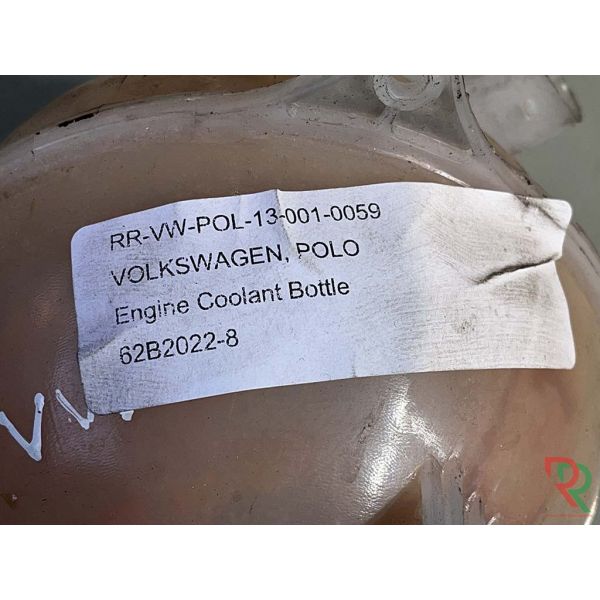 RR-VW-POL-13-001-0059
VOLKSWAGEN, POLO
Engine Coolant Bottle
62B2022-8